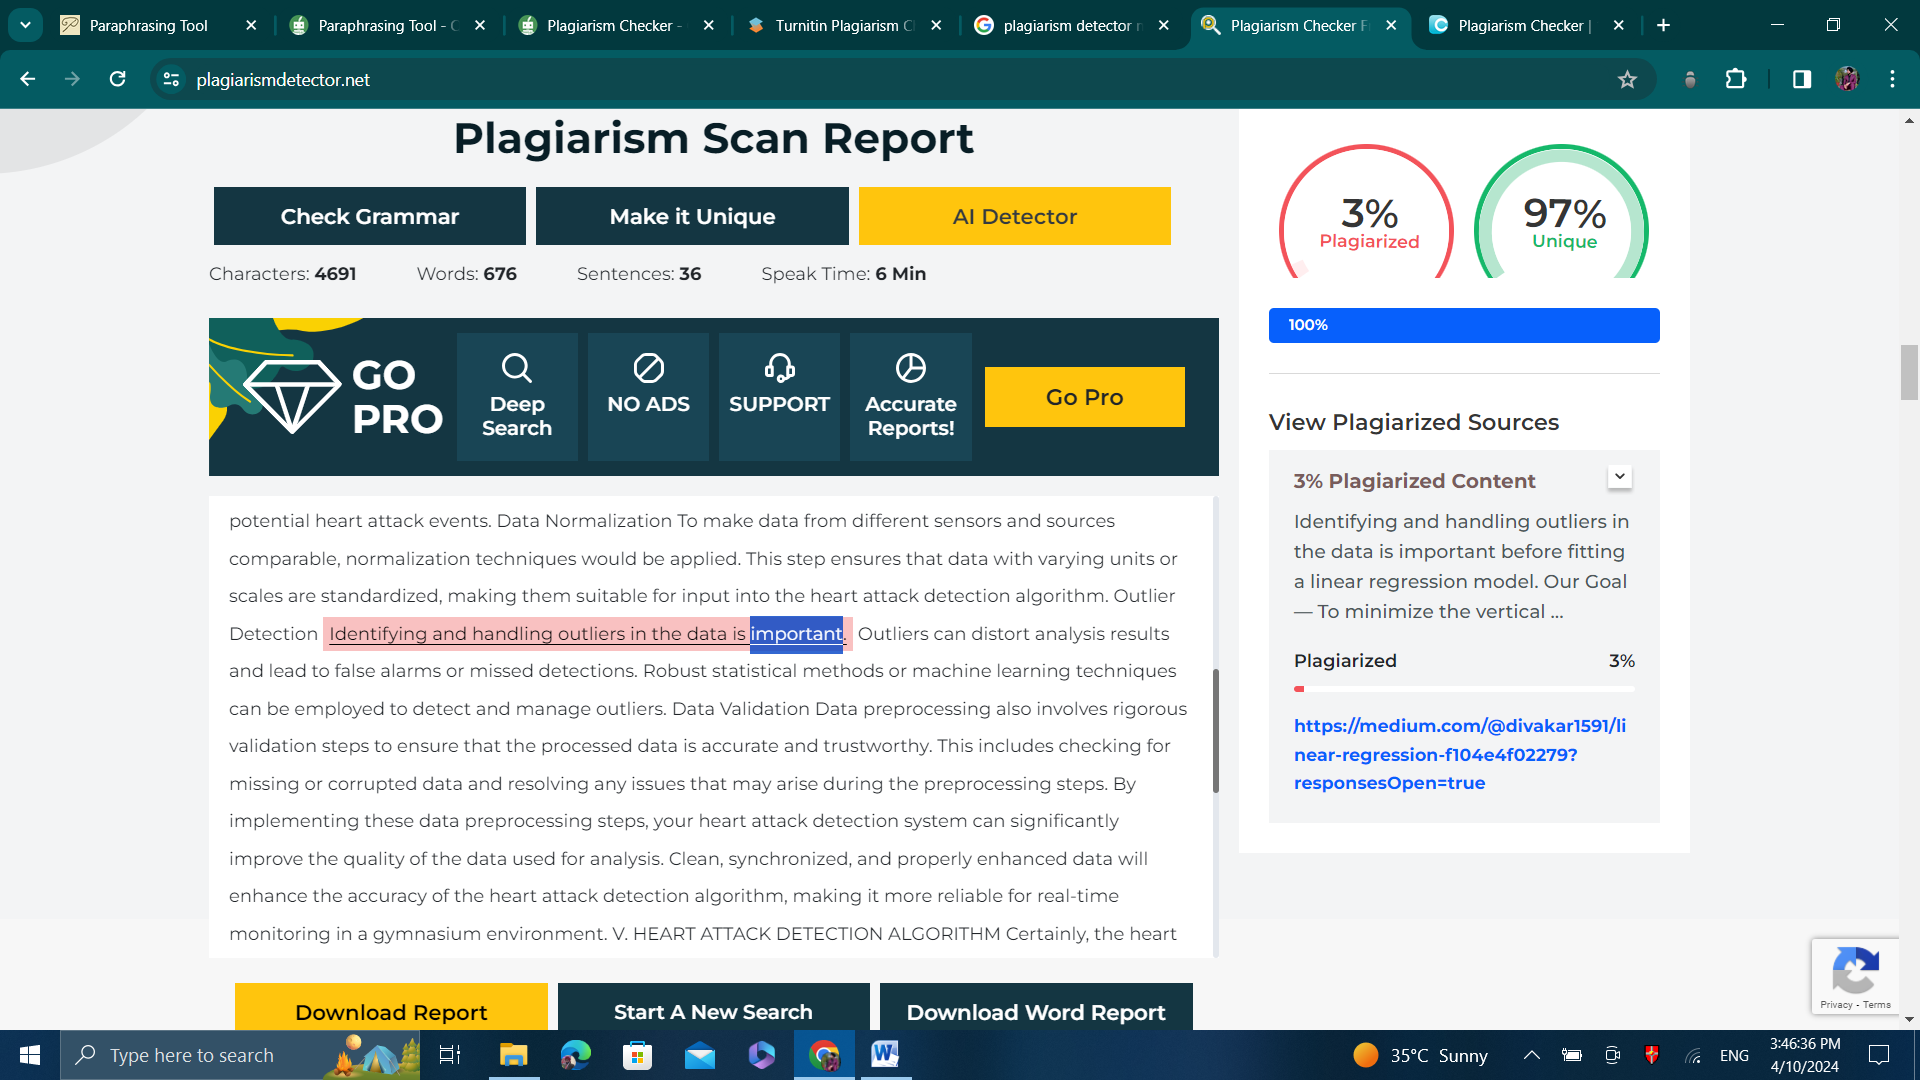 Paraphrasing Tool
Paraphrasing Tool - C
Plagiarism Checker -
Turnitin Plagiarism C
plagiarism detector n
Plagiarism Checker F
Plagiarism Checker |
plagiarismdetector.net
Plagiarism Scan Report
Check Grammar
Make it Unique
AI Detector
Characters: 4691
Words: 676
Sentences: 36
Speak Time: 6 Min
GO PRO
Deep Search
NO ADS
SUPPORT
Accurate Reports!
Go Pro
potential heart attack events. Data Normalization To make data from different sensors and sources
comparable, normalization techniques would be applied. This step ensures that data with varying units or
scales are standardized, making them suitable for input into the heart attack detection algorithm. Outlier
Detection Identifying and handling outliers in the data is important. Outliers can distort analysis results
and lead to false alarms or missed detections. Robust statistical methods or machine learning techniques
can be employed to detect and manage outliers. Data Validation Data preprocessing also involves rigorous
validation steps to ensure that the processed data is accurate and trustworthy. This includes checking for
missing or corrupted data and resolving any issues that may arise during the preprocessing steps. By
implementing these data preprocessing steps, your heart attack detection system can significantly
improve the quality of the data used for analysis. Clean, synchronized, and properly enhanced data will
enhance the accuracy of the heart attack detection algorithm, making it more reliable for real-time
monitoring in a gymnasium environment. V. HEART ATTACK DETECTION ALGORITHM Certainly, the heart
Download Report
Start A New Search
Download Word Report
3%
Plagiarized
97%
Unique
100%
View Plagiarized Sources
3% Plagiarized Content
Identifying and handling outliers in
the data is important before fitting
a linear regression model. Our Goal
— To minimize the vertical ...
Plagiarized 3%
https://medium.com/@divakar1591/li
near-regression-f104e4f02279?
responsesOpen=true
Privacy - Terms
Type here to search
35°C Sunny
ENG
3:46:36 PM
4/10/2024